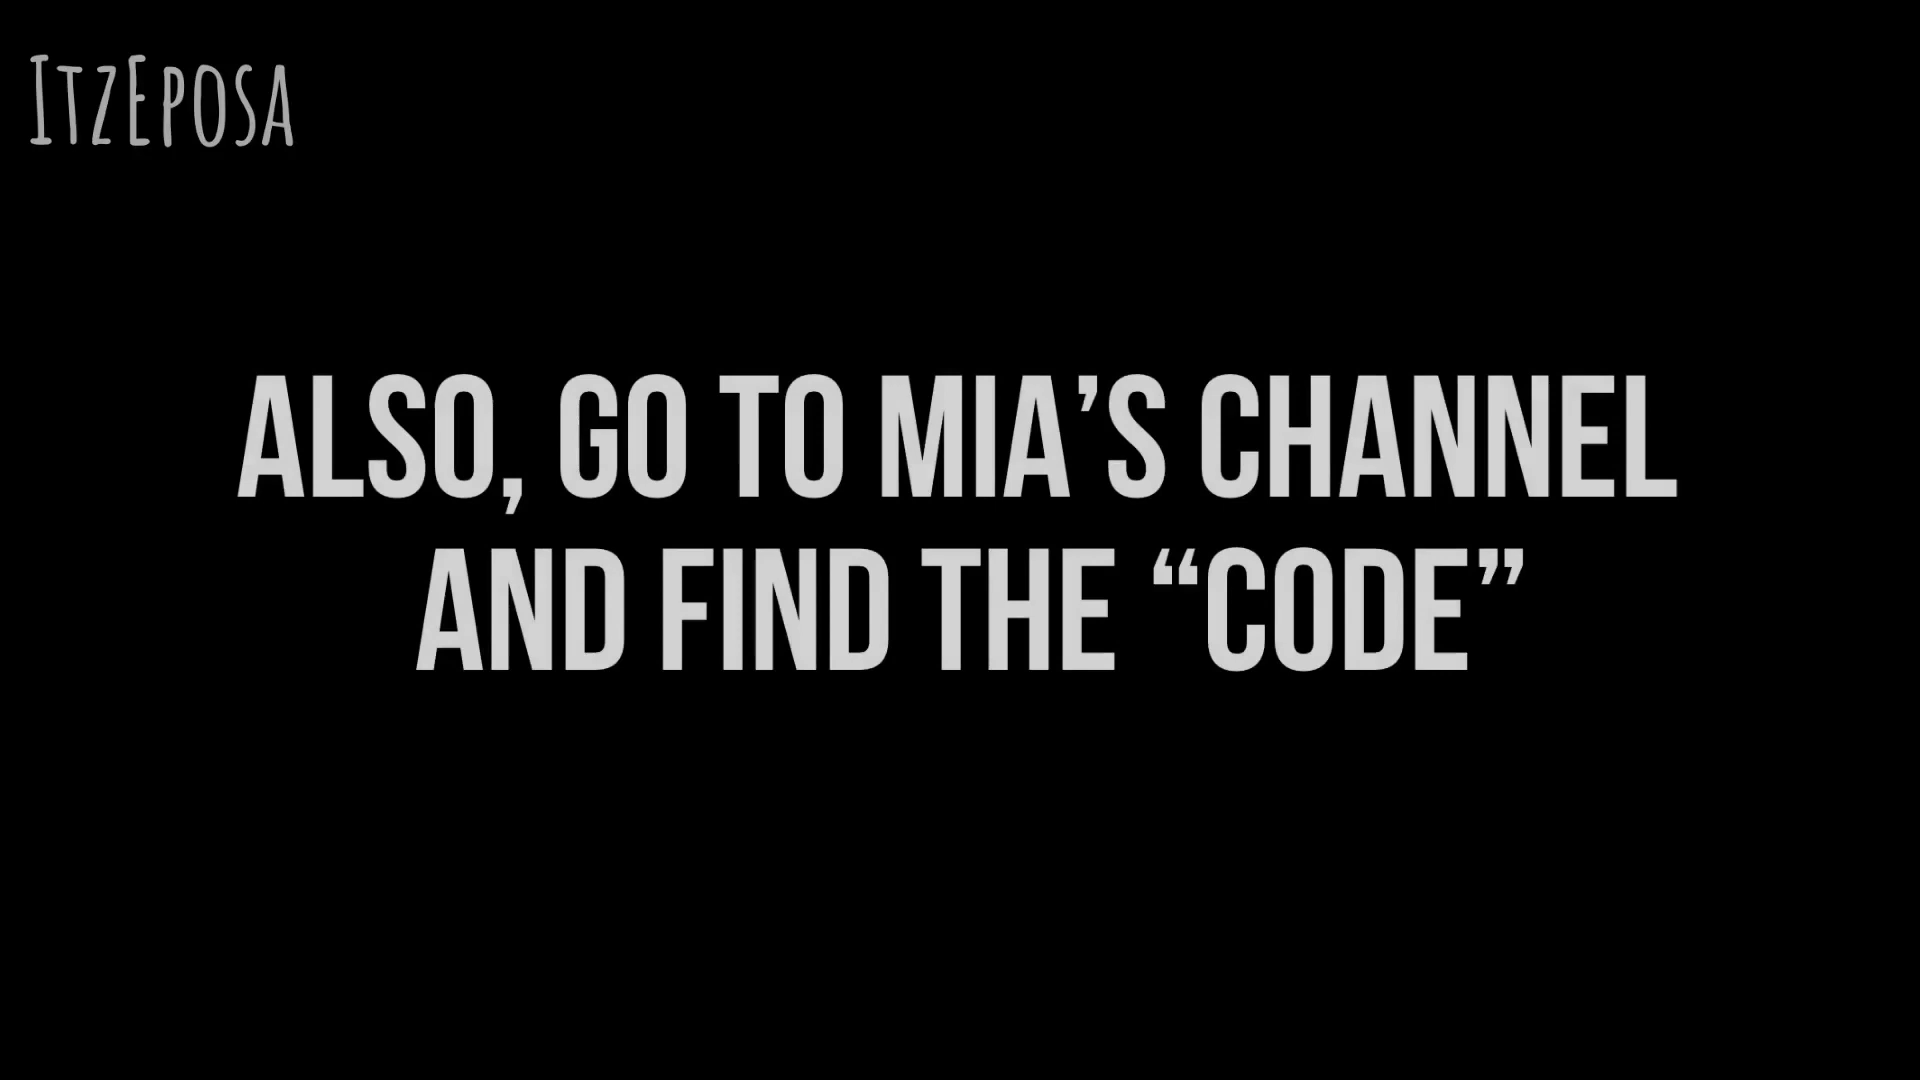 ItzEposa
ALSO, GO TO MIA’S CHANNEL
AND FIND THE “CODE”